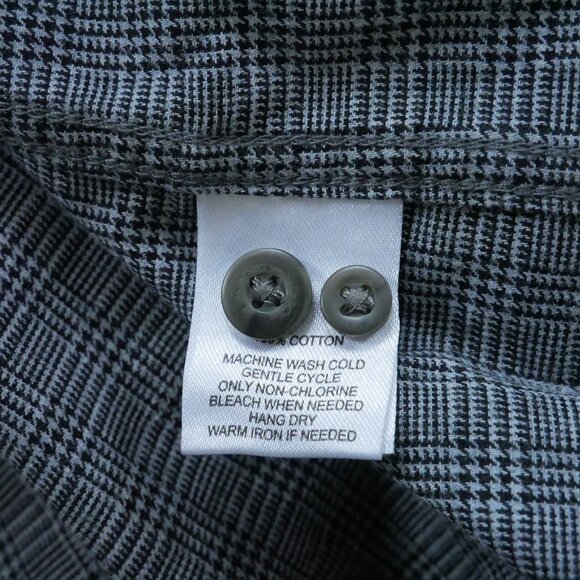 % COTTON
MACHINE WASH COLD
GENTLE CYCLE
ONLY NON-CHLORINE
BLEACH WHEN NEEDED
HANG DRY
WARM IRON IF NEEDED